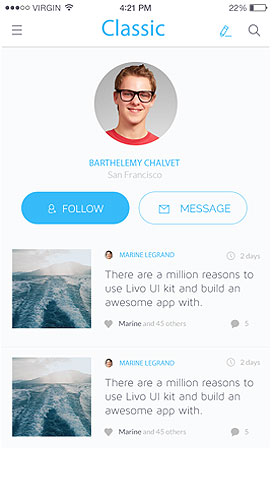 VIRGIN 4:21 PM 22%
Classic
BARTHELEMY CHALVET
San Francisco
FOLLOW MESSAGE
MARINE LEGRAND 2 days
There are a million reasons to
use Livo UI kit and build an
awesome app with.
Marine and 45 others 5
MARINE LEGRAND 2 days
There are a million reasons to
use Livo UI kit and build an
awesome app with.
Marine and 45 others 5